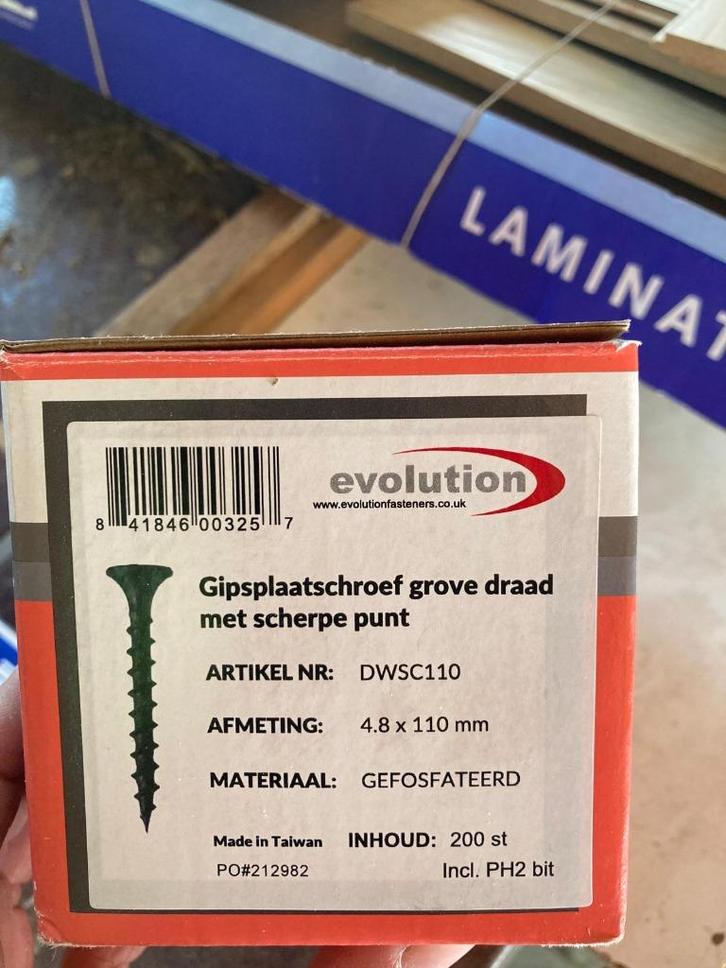 LAMINAT
evolution
www.evolutionfasteners.co.uk
8 41846 00325 7
Gipsplaatschroef grove draad
met scherpe punt
ARTIKEL NR: DWSC110
AFMETING: 4.8 x 110 mm
MATERIAAL: GEFOSFATEERD
Made in Taiwan INHOUD: 200 st
PO#212982 Incl. PH2 bit